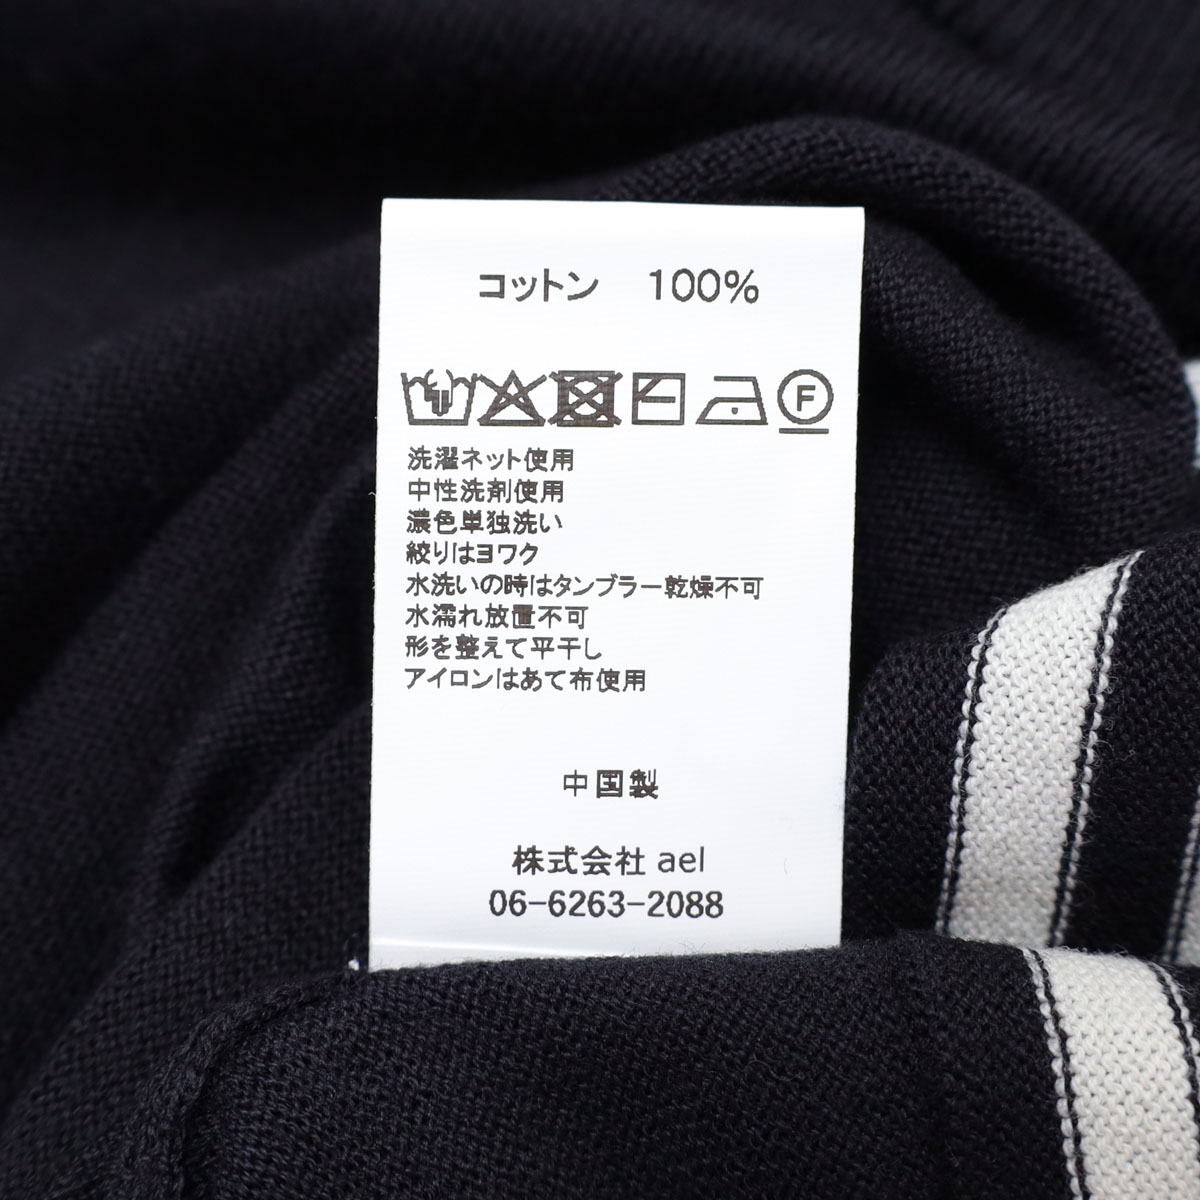 コットン　100%
F
洗濯ネット使用
中性洗剤使用
濃色単独洗い
絞りはヨワク
水洗いの時はタンブラー乾燥不可
水濡れ放置不可
形を整えて平干し
アイロンはあて布使用
中国製
株式会社 ael
06-6263-2088